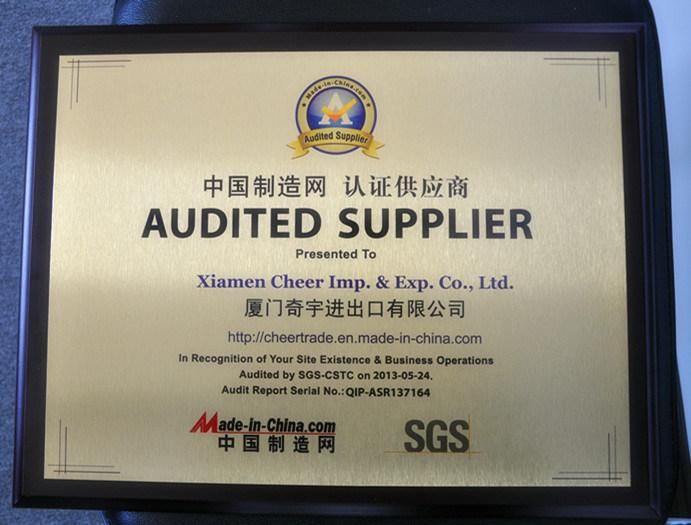 Made-in-China.com
A
Audited Supplier
中国制造网 认证供应商
AUDITED SUPPLIER
Presented To
Xiamen Cheer Imp. & Exp. Co., Ltd.
厦门奇宇进出口有限公司
http://cheertrade.en.made-in-china.com
In Recognition of Your Site Existence & Business Operations
Audited by SGS-CSTC on 2013-05-24.
Audit Report Serial No.:QIP-ASR137164
Made-in-China.com
中国制造网
SGS